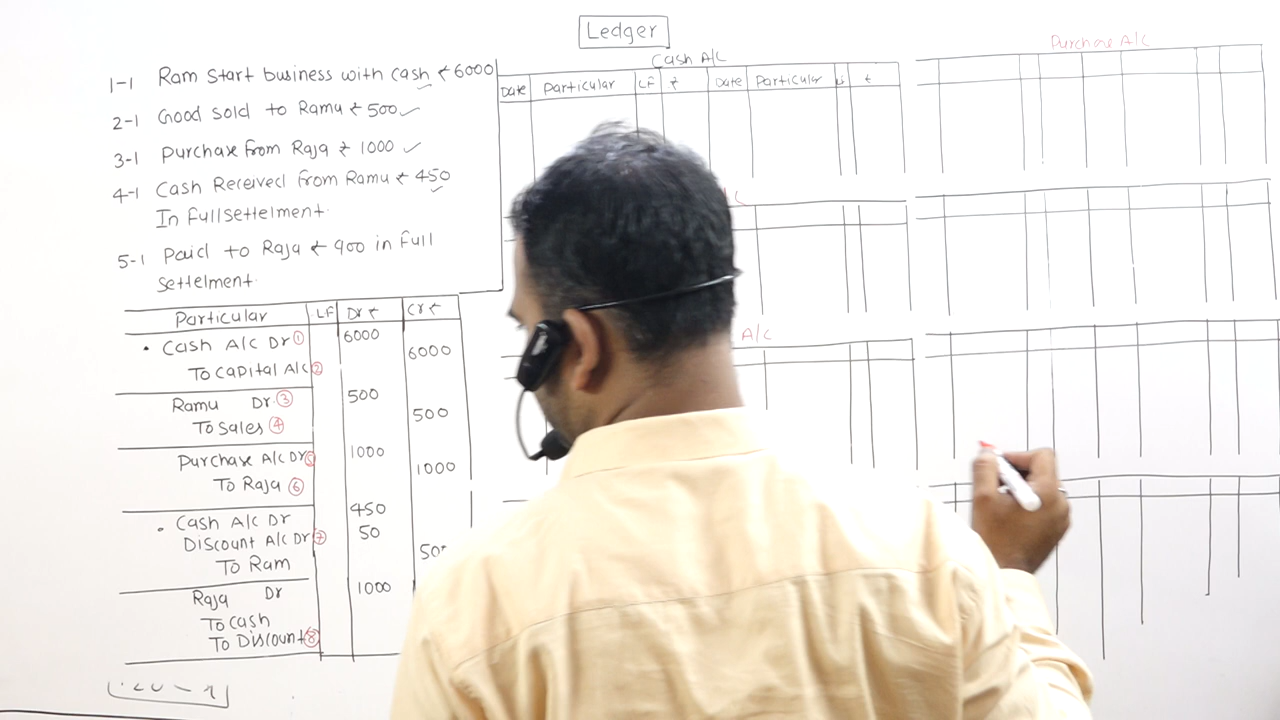 Ledger
1-1 Ram start business with cash ₹6000
2-1 Good sold to Ramu ₹ 500
3-1 Purchase from Raja ₹ 1000
4-1 Cash Received from Ramu ₹ 450
In fullsettelment.
5-1 Paid to Raja ₹ 900 in full
settelment.
Particular LF Dr ₹ Cr ₹
Cash A/C Dr ① 6000
To Capital A/C ② 6000
Ramu Dr. ③ 500
To Sales ④ 500
Purchase A/C Dr 1000
To Raja ⑥ 1000
Cash A/C Dr 450
Discount A/C Dr ⑦ 50
To Ram
Raja Dr 1000
To Cash
To Discount ⑧
Cash A/C
Date Particular LF ₹ Date Particular LF ₹
A/C
Purchase A/C